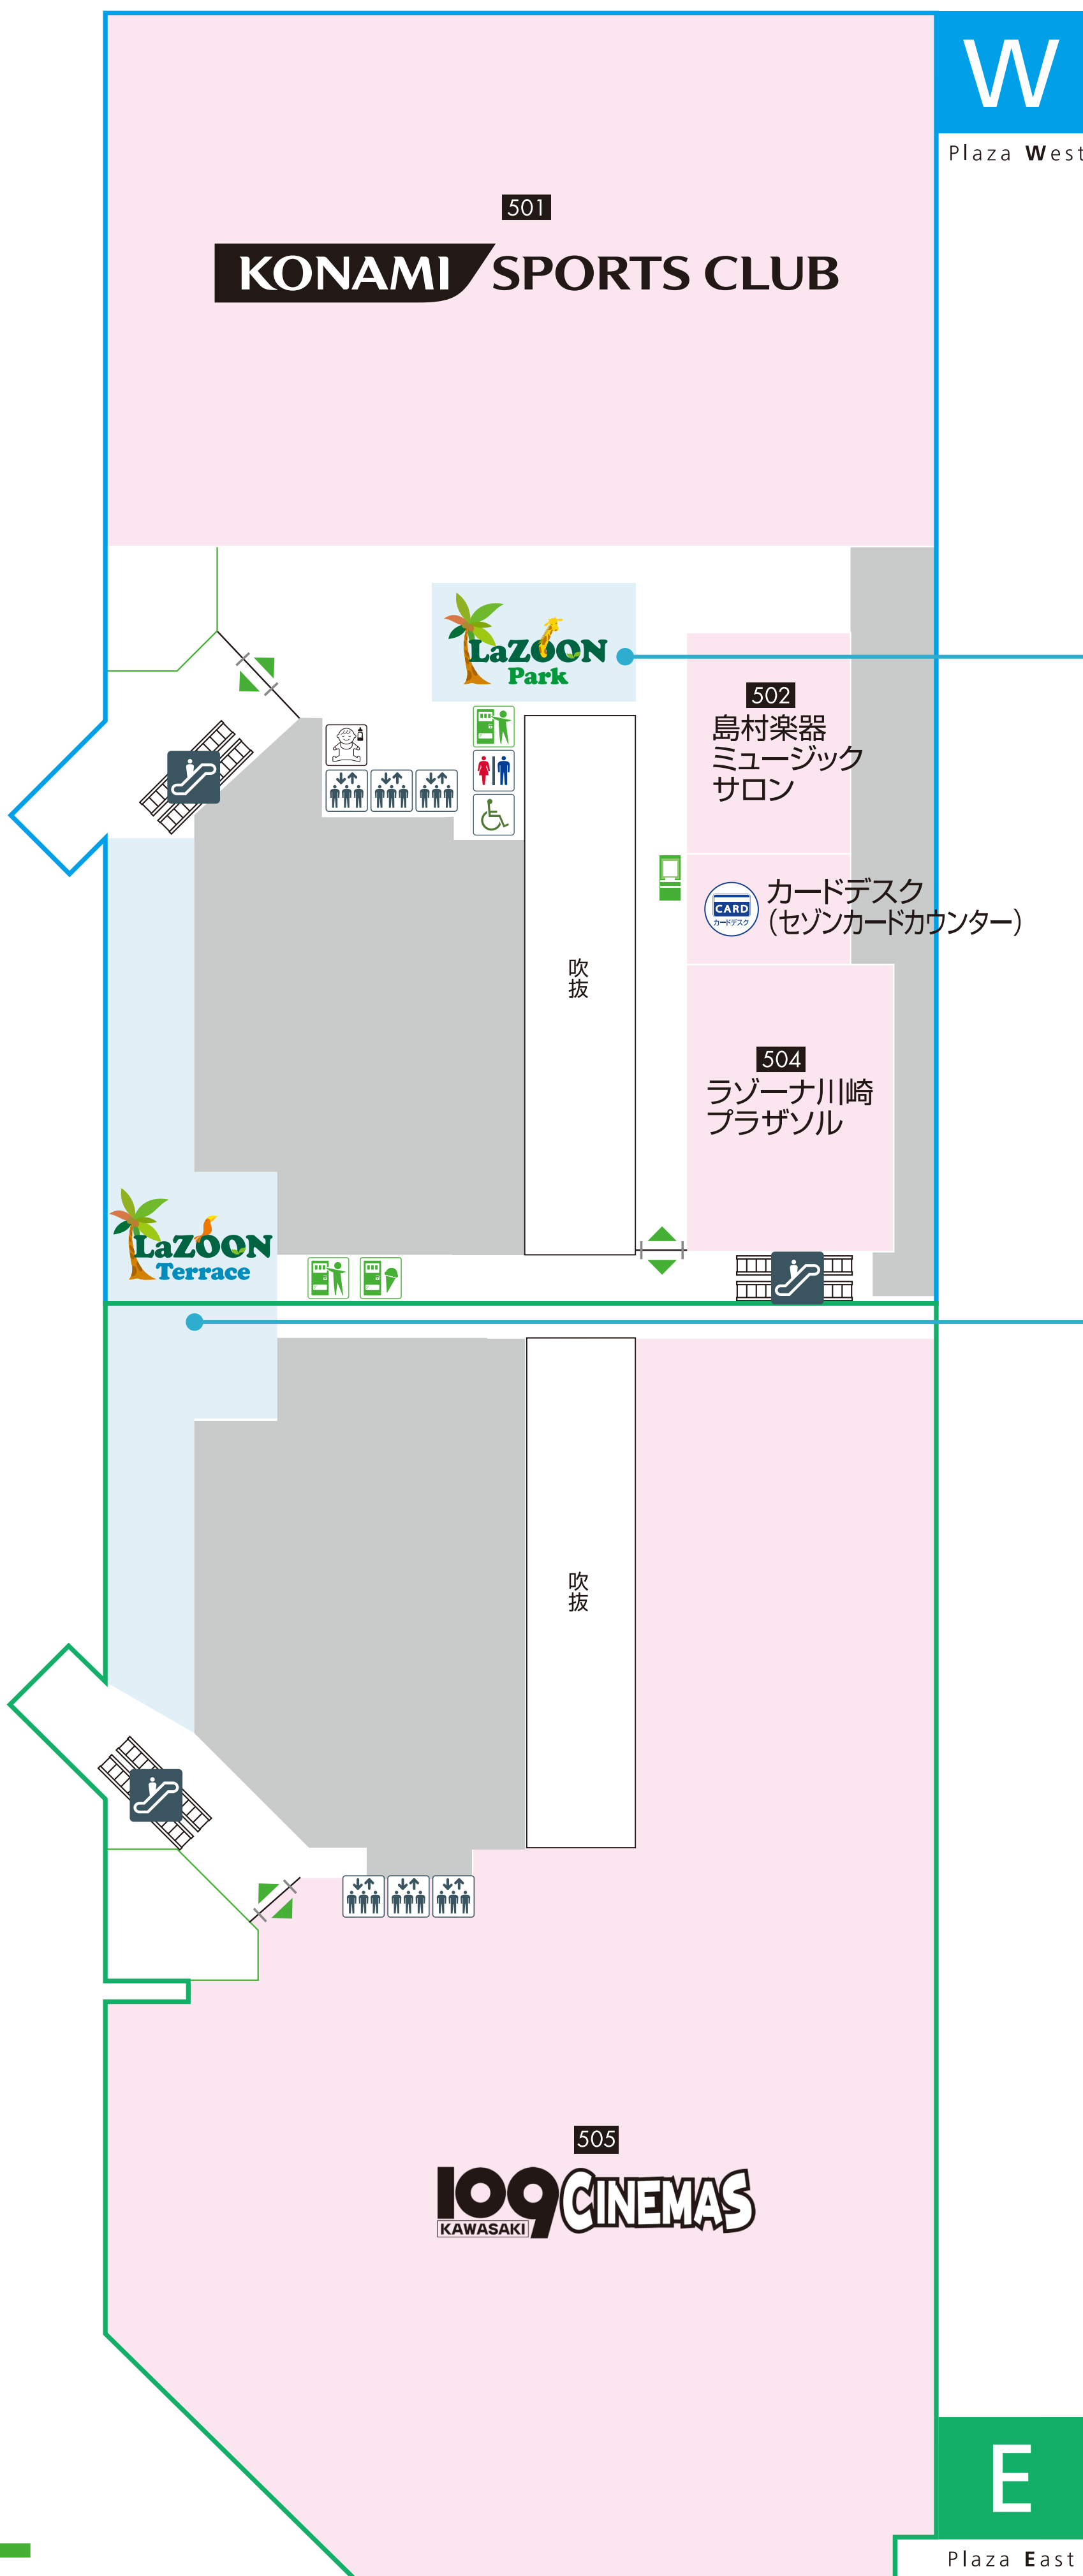 W
Plaza West
501
KONAMI SPORTS CLUB
LaZOON
Park
502
島村楽器
ミュージック
サロン
CARD
カードデスク
カードデスク
(セゾンカードカウンター)
吹抜
504
ラゾーナ川崎
プラザソル
LaZOON
Terrace
吹抜
505
109 CINEMAS
KAWASAKI
E
Plaza East